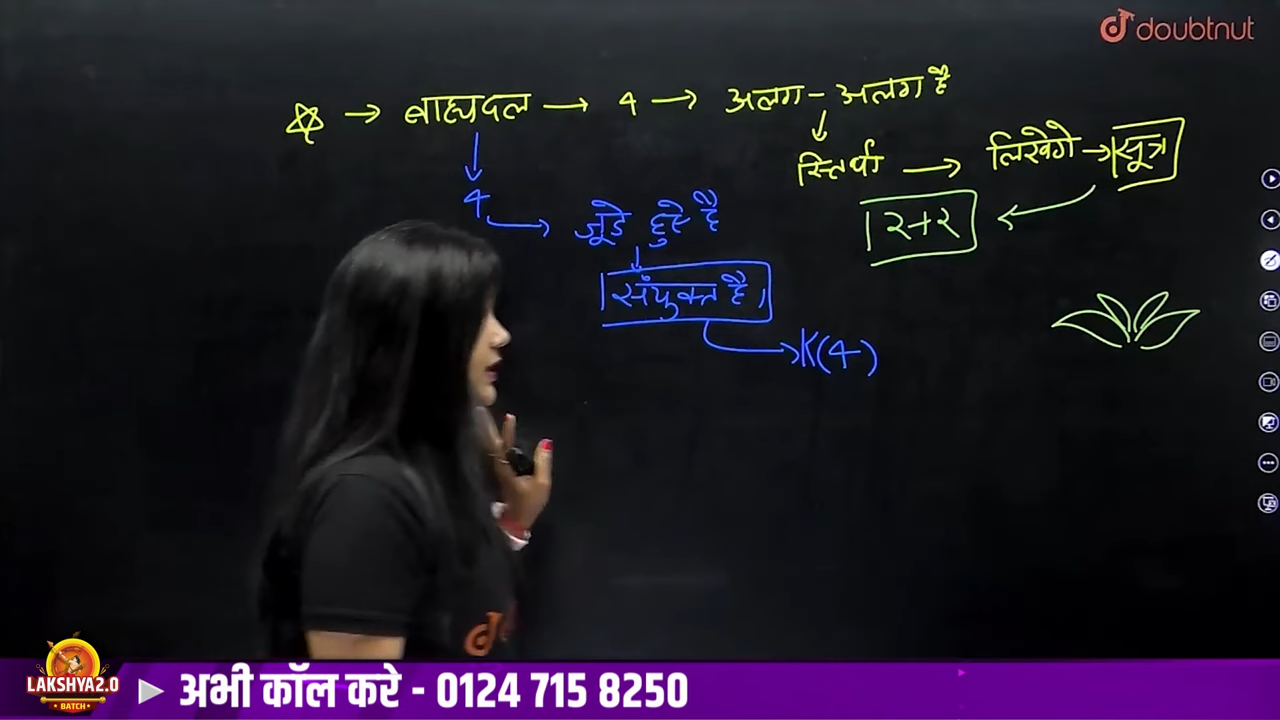 doubtnut
☆ → बाह्यदल → 4 → अलग - अलग है
स्तिथी → लिखेंगे → सूत्र
4 → जूड़े हुऐ है
2+2
संयुक्त है।
K(4)
LAKSHYA2.0
BATCH
अभी कॉल करे - 0124 715 8250